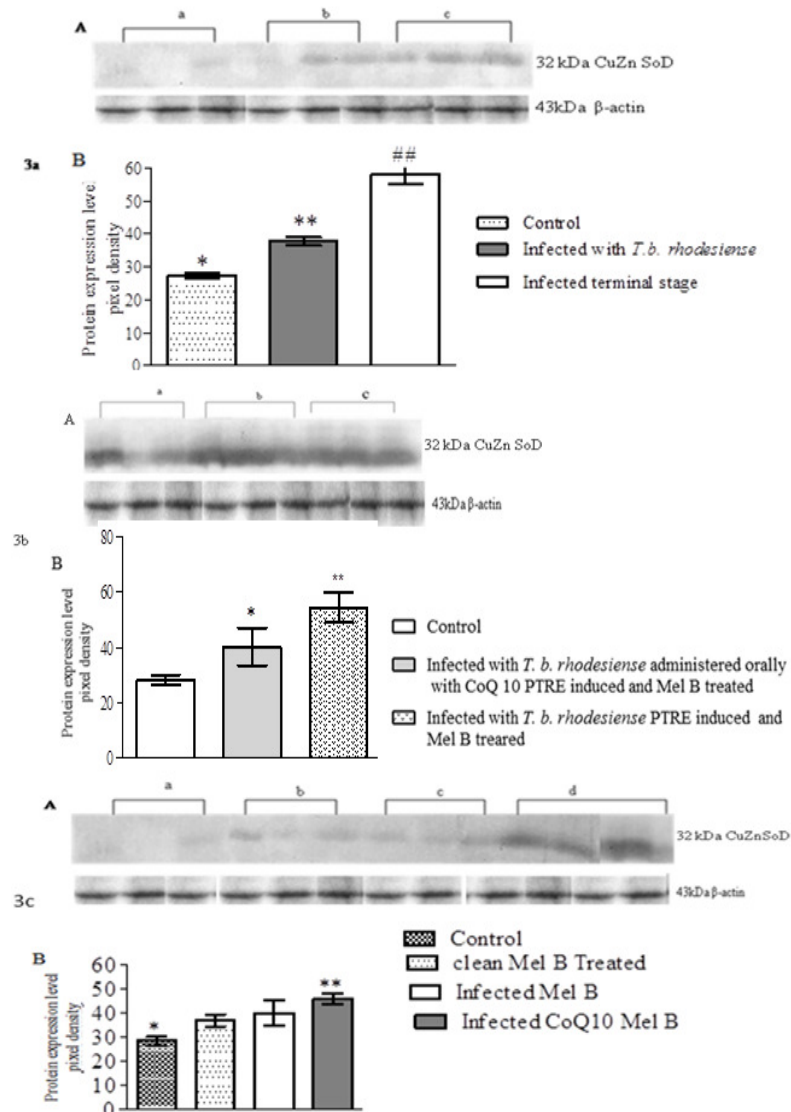 A
a b c
32 kDa CuZn SoD
43kDa β-actin
3a B
Protein expression level
pixel density
60
50
40
30
20
10
0
*
**
##
Control
Infected with T.b. rhodesiense
Infected terminal stage
A
a b c
32 kDa CuZn SoD
43kDa β-actin
3b
B
Protein expression level
pixel density
80
60
40
20
0
*
**
Control
Infected with T. b. rhodesiense administered orally
with CoQ 10 PTRE induced and Mel B treated
Infected with T. b. rhodesiense PTRE induced and
Mel B treared
A
a b c d
32 kDa CuZnSoD
43kDa β-actin
3c
B
Protein expression level
pixel density
60
50
40
30
20
10
0
*
**
Control
clean Mel B Treated
Infected Mel B
Infected CoQ10 Mel B